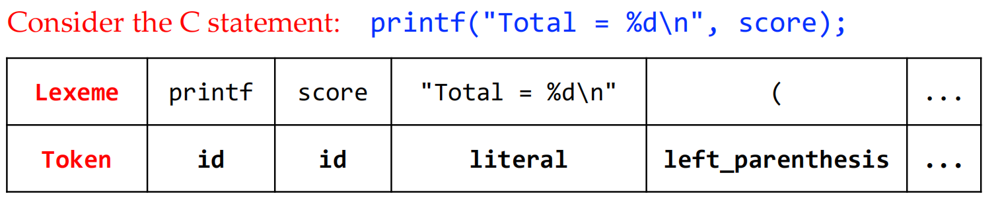 Consider the C statement: printf("Total = %d\n", score);
Lexeme printf score "Total = %d\n" ( ...
Token id id literal left_parenthesis ...